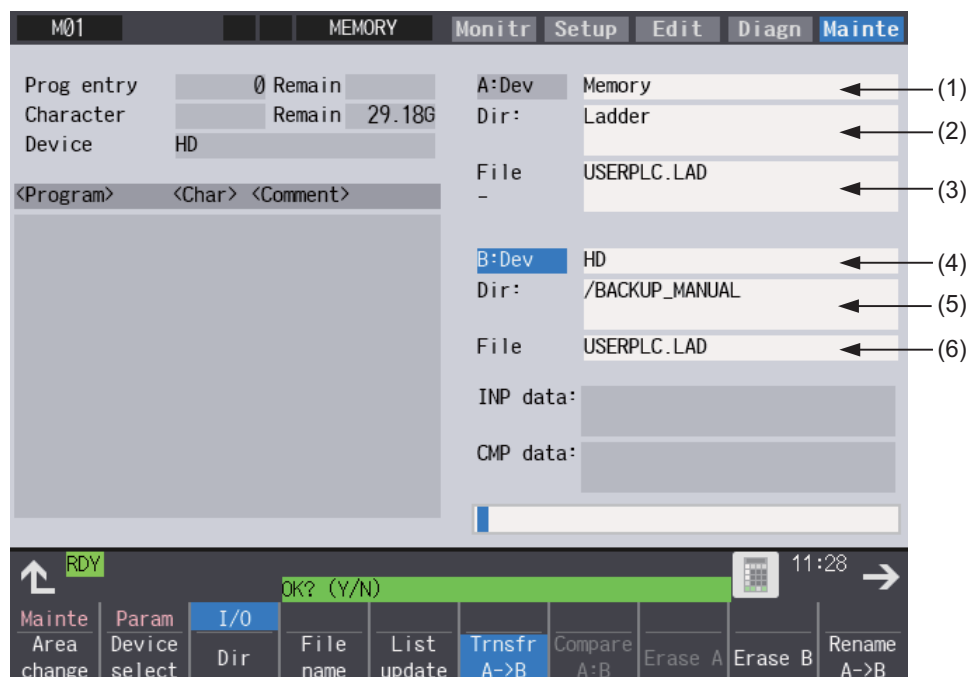 M01 MEMORY Monitr Setup Edit Diagn Mainte
Prog entry 0 Remain
Character Remain 29.18G
Device HD
<Program> <Char> <Comment>
A:Dev Memory (1)
Dir: Ladder (2)
File USERPLC.LAD (3)
-
B:Dev HD (4)
Dir: /BACKUP_MANUAL (5)
File USERPLC.LAD (6)
INP data:
CMP data:
RDY 11:28
OK? (Y/N)
Mainte Param I/O
Area change Device select Dir File name List update Trnsfr A->B Compare A:B Erase A Erase B Rename A->B